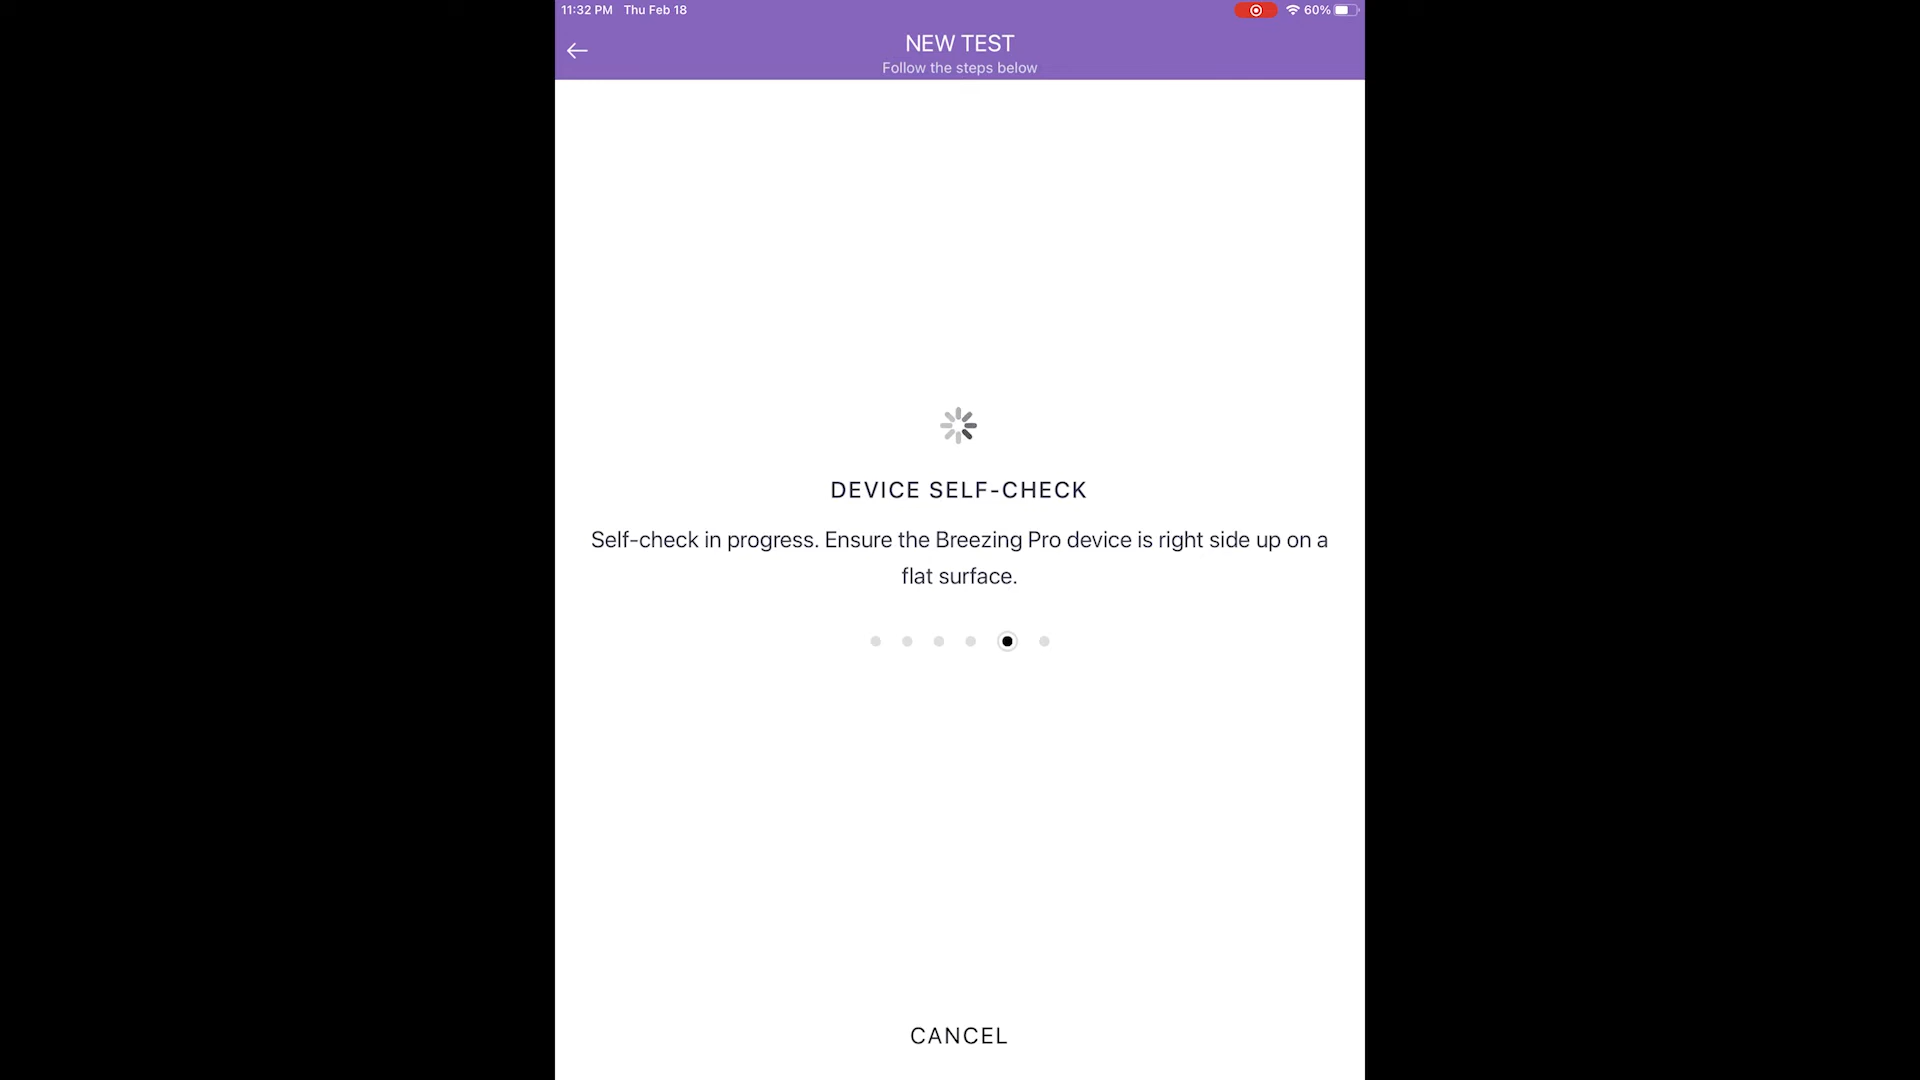 11:32 PM Thu Feb 18 60%
NEW TEST
Follow the steps below
DEVICE SELF-CHECK
Self-check in progress. Ensure the Breezing Pro device is right side up on a
flat surface.
CANCEL